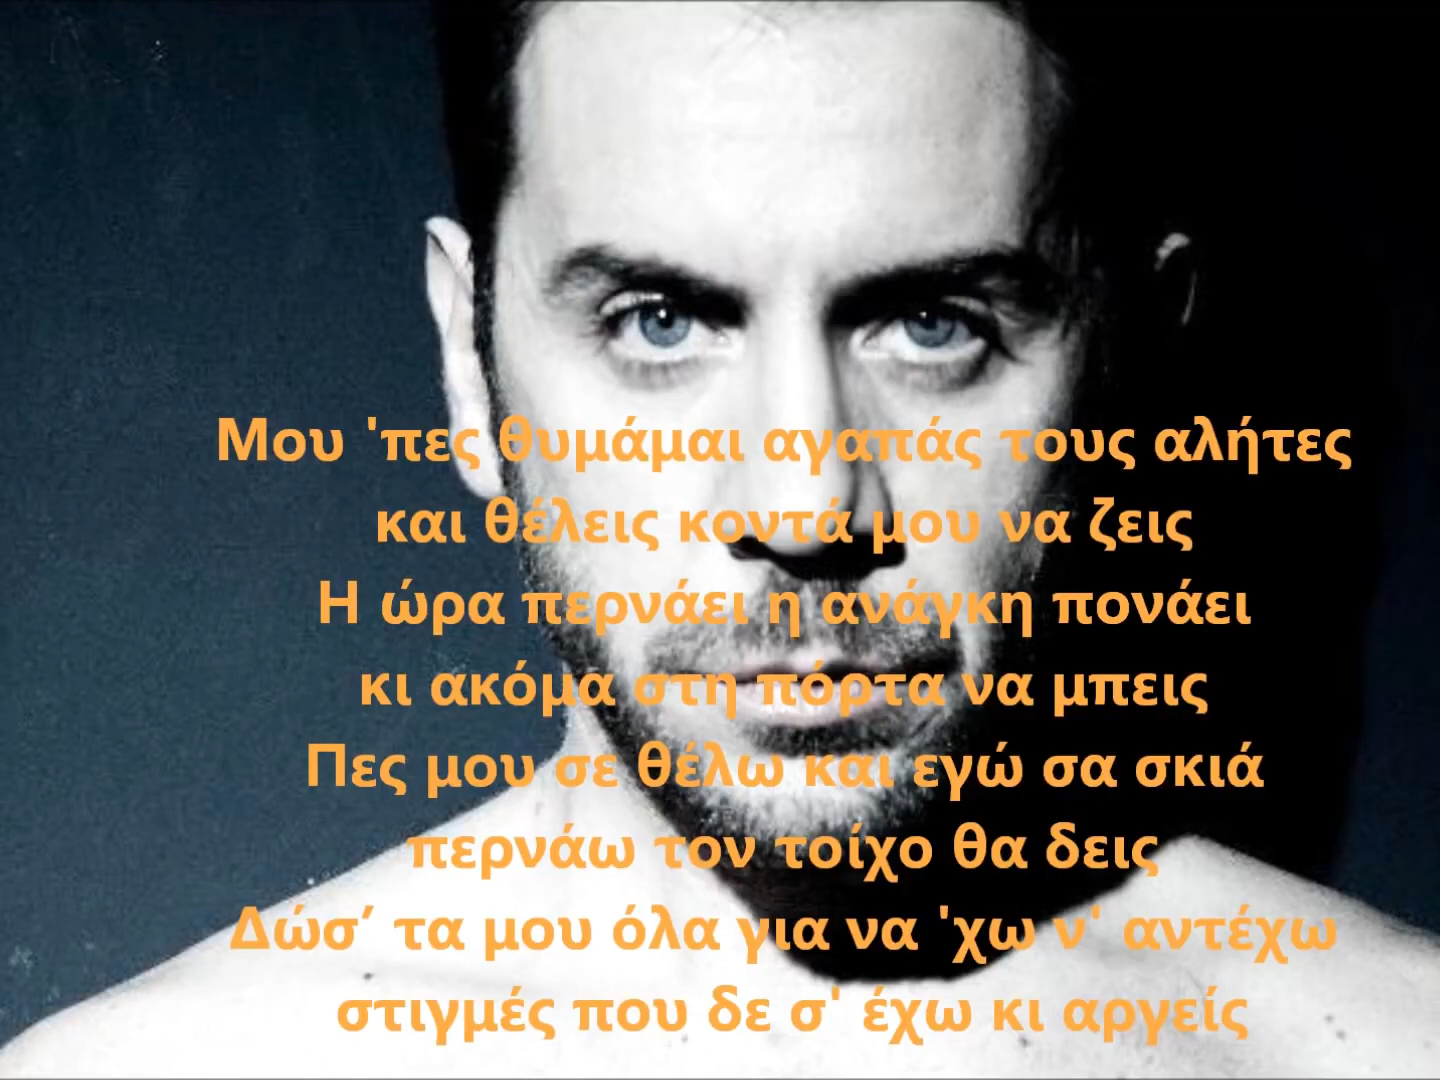 Μου 'πες θυμάμαι αγαπάς τους αλήτες
και θέλεις κοντά μου να ζεις
Η ώρα περνάει η ανάγκη πονάει
κι ακόμα στη πόρτα να μπεις
Πες μου σε θέλω και εγώ σα σκιά
περνάω τον τοίχο θα δεις
Δώσ’ τα μου όλα για να 'χω ν' αντέχω
στιγμές που δε σ' έχω κι αργείς